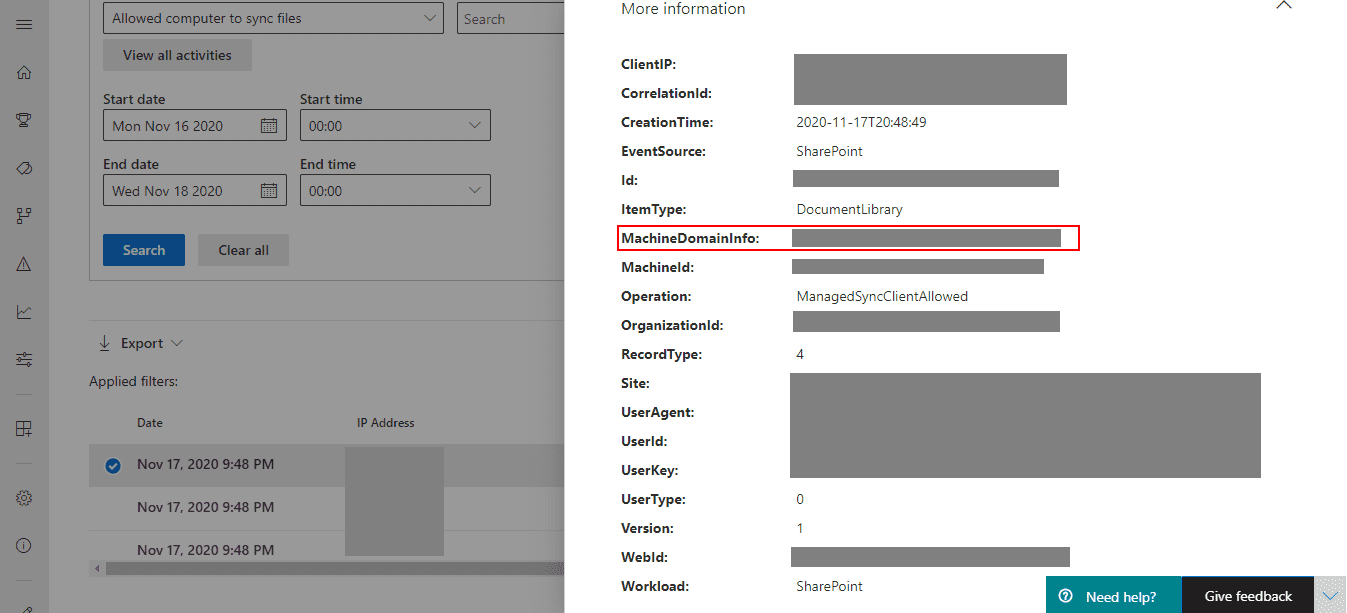 Allowed computer to sync files
Search
View all activities
Start date
Start time
Mon Nov 16 2020
00:00
End date
End time
Wed Nov 18 2020
00:00
Search
Clear all
Export
Applied filters:
Date
IP Address
Nov 17, 2020 9:48 PM
Nov 17, 2020 9:48 PM
Nov 17, 2020 9:48 PM
More information
ClientIP:
CorrelationId:
CreationTime: 2020-11-17T20:48:49
EventSource: SharePoint
Id:
ItemType: DocumentLibrary
MachineDomainInfo:
MachineId:
Operation: ManagedSyncClientAllowed
OrganizationId:
RecordType: 4
Site:
UserAgent:
UserId:
UserKey:
UserType: 0
Version: 1
WebId:
Workload: SharePoint
Need help?
Give feedback